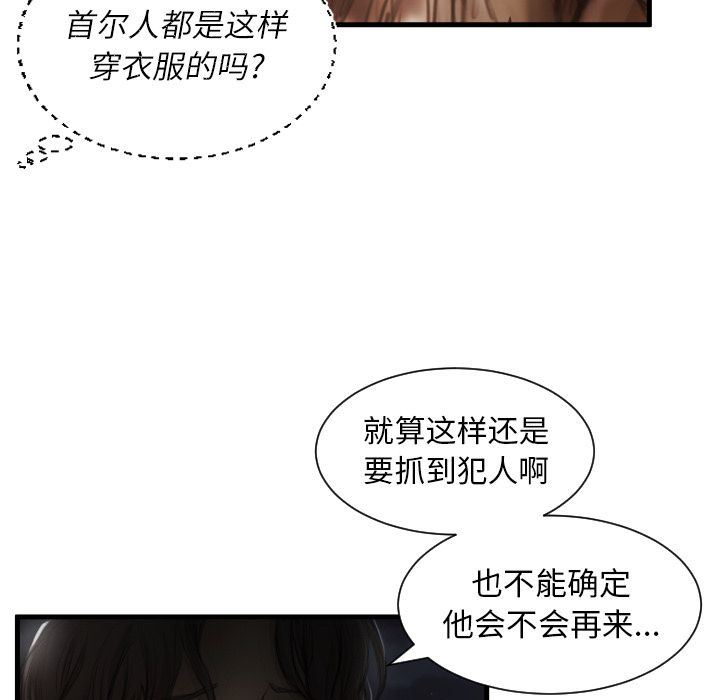 首尔人都是这样
穿衣服的吗?
就算这样还是
要抓到犯人啊
也不能确定
他会不会再来...